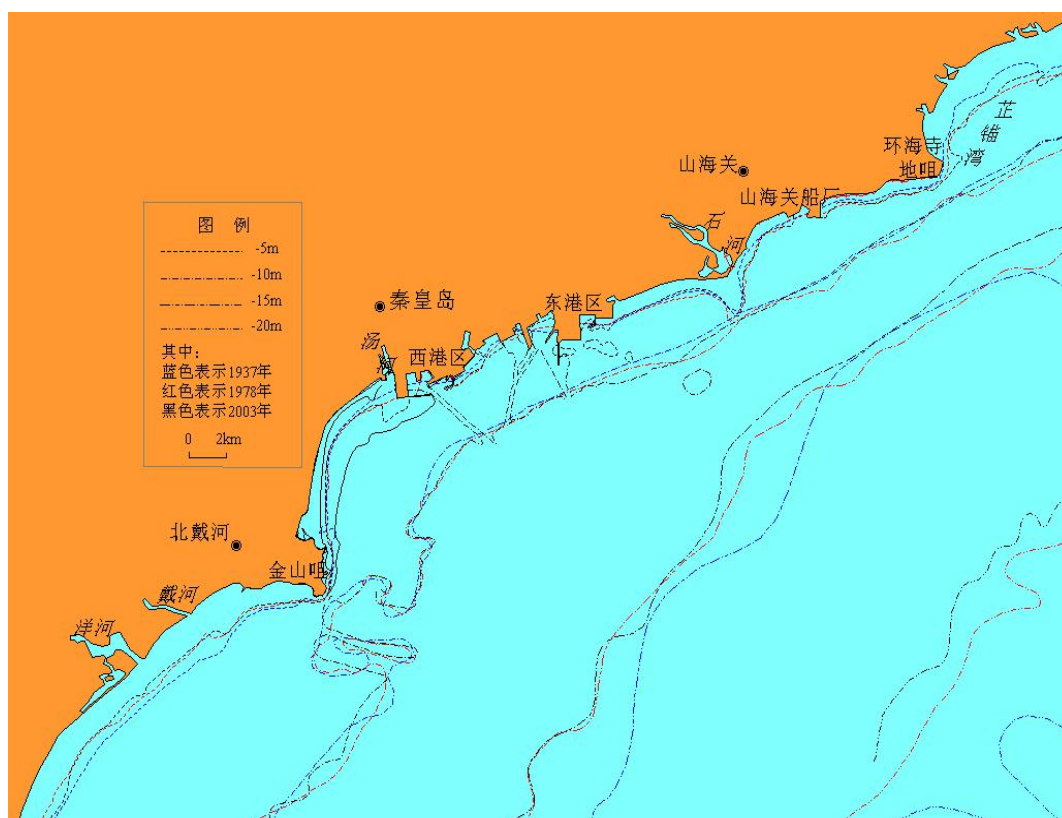 芷
锚
湾
环海寺
地咀
山海关
山海关船厂
石
河
图 例
-5m
-10m
-15m
-20m
其中：
蓝色表示1937年
红色表示1978年
黑色表示2003年
0 2km
秦皇岛
东港区
汤
河
西港区
北戴河
金山咀
戴河
洋河